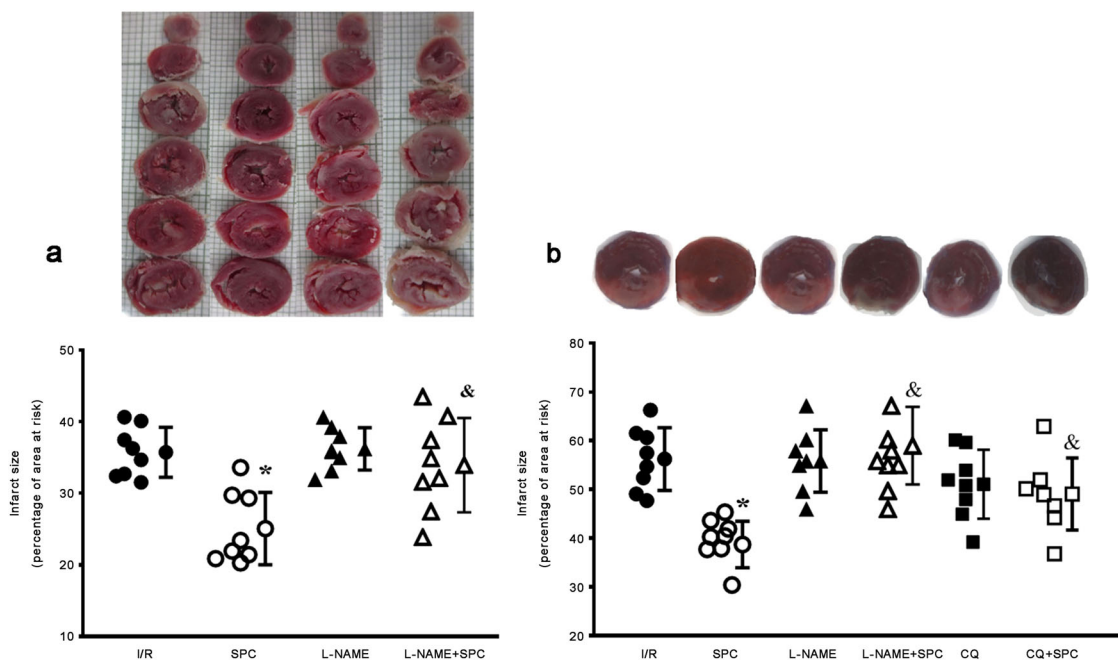 a
b
Infarct size
(percentage of area at risk)
50
40
30
20
10
*
&
I/R
SPC
L-NAME
L-NAME+SPC
Infarct size
(percentage of area at risk)
80
70
60
50
40
30
20
*
&
&
I/R
SPC
L-NAME
L-NAME+SPC
CQ
CQ+SPC